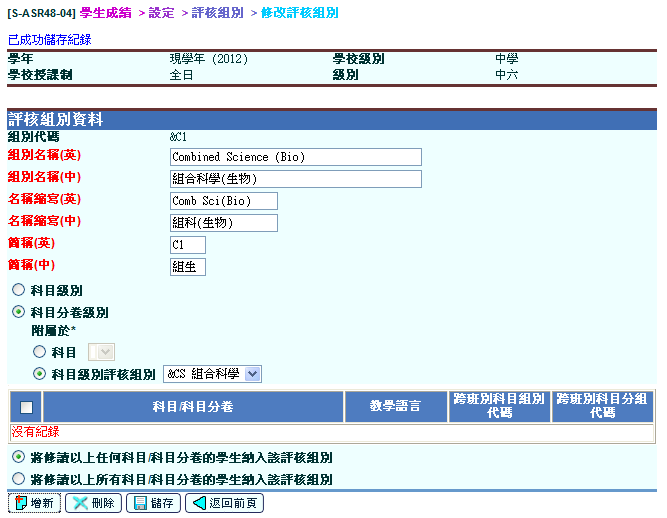 [S-ASR48-04] 學生成績 > 設定 > 評核組別 > 修改評核組別
已成功儲存紀錄
學年 現學年 (2012) 學校級別 中學
學校授課制 全日 級別 中六
評核組別資料
組別代碼 &C1
組別名稱(英) Combined Science (Bio)
組別名稱(中) 組合科學(生物)
名稱縮寫(英) Comb Sci(Bio)
名稱縮寫(中) 組科(生物)
簡稱(英) C1
簡稱(中) 組生
科目級別
科目分卷級別
附屬於*
科目
科目級別評核組別 &CS 組合科學
科目/科目分卷 教學語言 跨班別科目組別代碼 跨班別科目分組代碼
沒有紀錄
將修讀以上任何科目/科目分卷的學生納入該評核組別
將修讀以上所有科目/科目分卷的學生納入該評核組別
增新 刪除 儲存 返回前頁